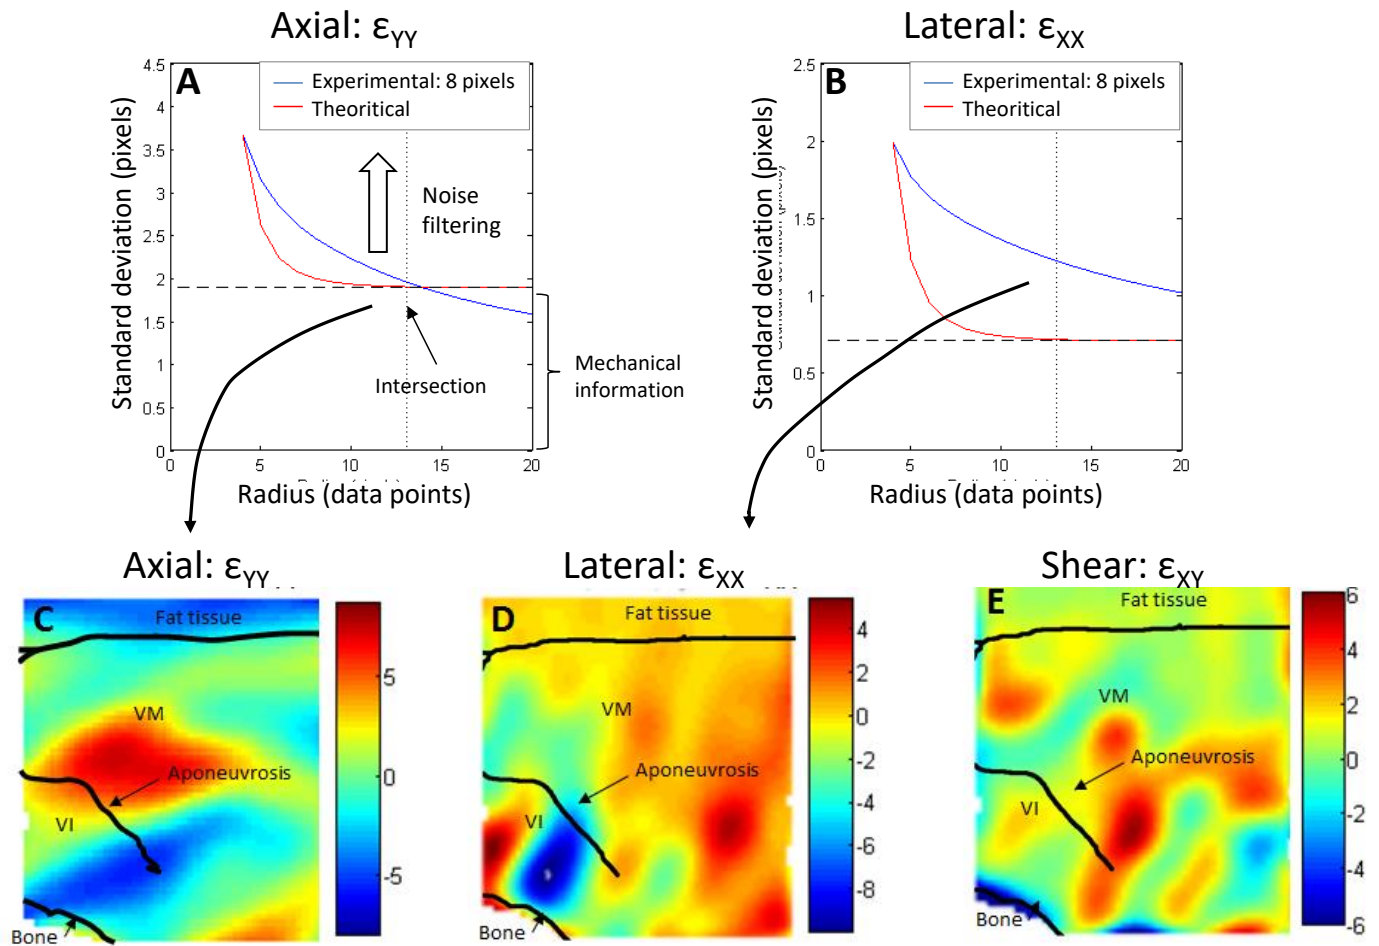 Axial: εYY
A
Experimental: 8 pixels
Theoritical
Standard deviation (pixels)
4.5
4
3.5
3
2.5
2
1.5
1
0.5
0
Noise
filtering
Intersection
Mechanical
information
0 5 10 15 20
Radius (data points)
Lateral: εXX
B
Experimental: 8 pixels
Theoritical
Standard deviation (pixels)
2.5
2
1.5
1
0.5
0
0 5 10 15 20
Radius (data points)
Axial: εYY
C
Fat tissue
VM
Aponeuvrosis
VI
Bone
5
0
-5
Lateral: εXX
D
Fat tissue
VM
Aponeuvrosis
VI
Bone
4
2
0
-2
-4
-6
-8
Shear: εXY
E
Fat tissue
VM
Aponeuvrosis
VI
Bone
6
4
2
0
-2
-4
-6